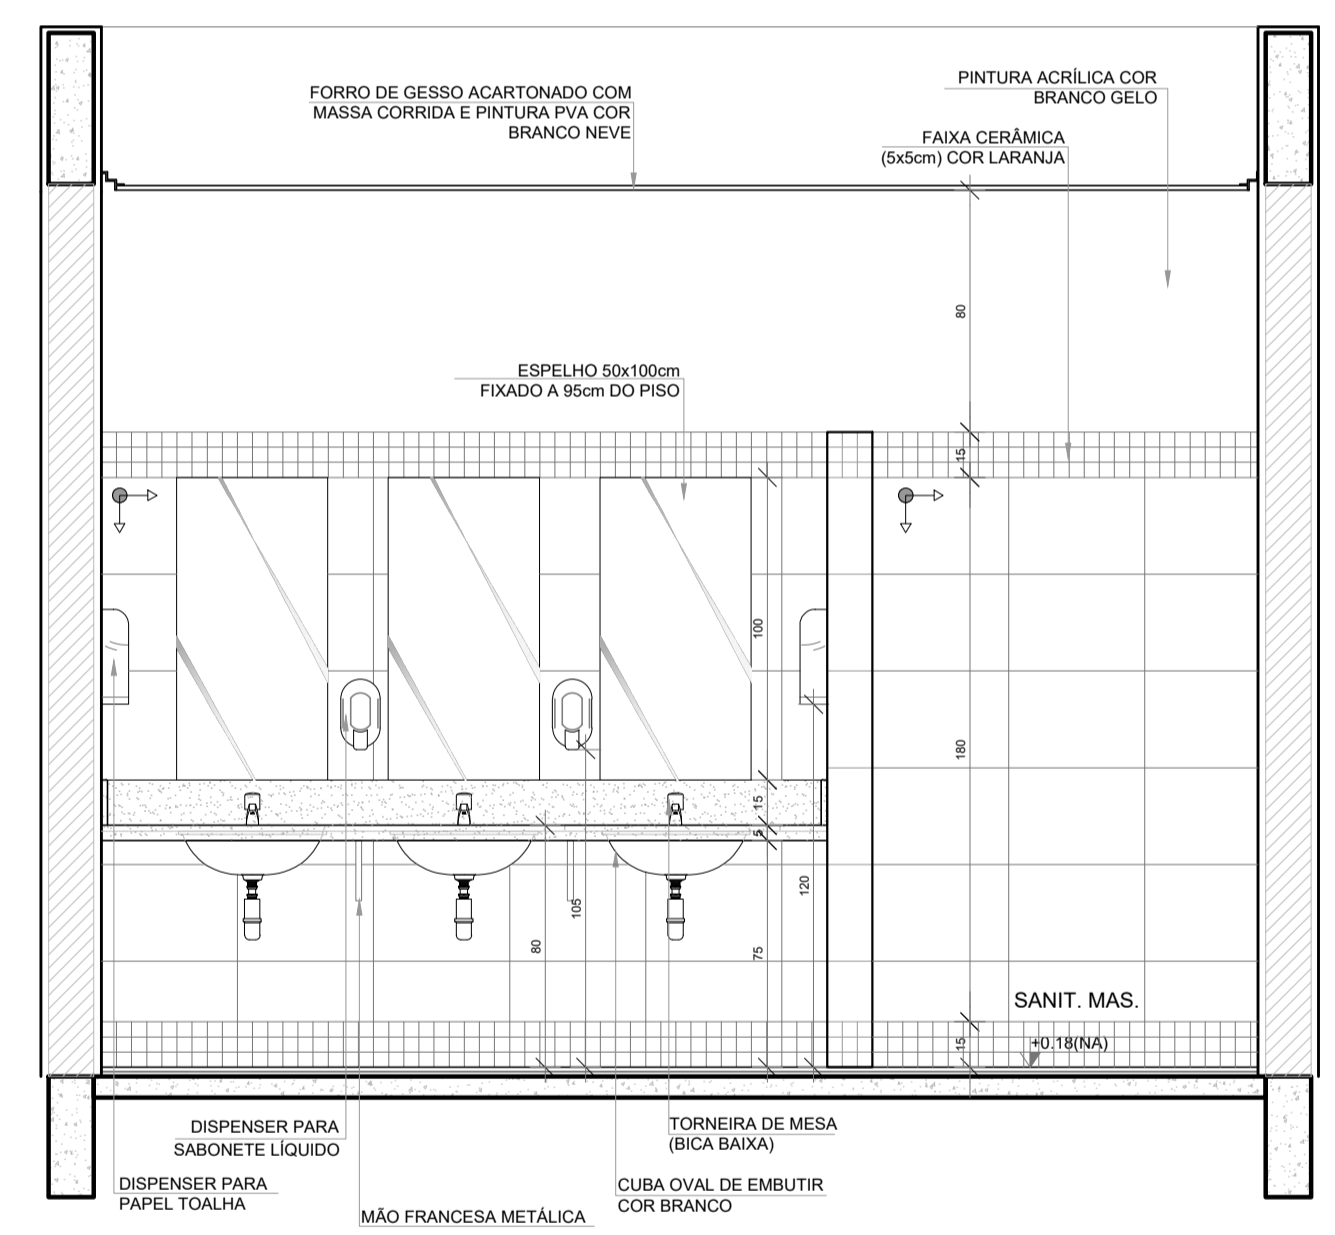 FORRO DE GESSO ACARTONADO COM
MASSA CORRIDA E PINTURA PVA COR
BRANCO NEVE
PINTURA ACRÍLICA COR
BRANCO GELO
FAIXA CERÂMICA
(5x5cm) COR LARANJA
80
ESPELHO 50x100cm
FIXADO A 95cm DO PISO
15
100
180
15
5
120
105
80
75
SANIT. MAS.
+0.18(NA)
15
DISPENSER PARA
SABONETE LÍQUIDO
TORNEIRA DE MESA
(BICA BAIXA)
DISPENSER PARA
PAPEL TOALHA
CUBA OVAL DE EMBUTIR
COR BRANCO
MÃO FRANCESA METÁLICA